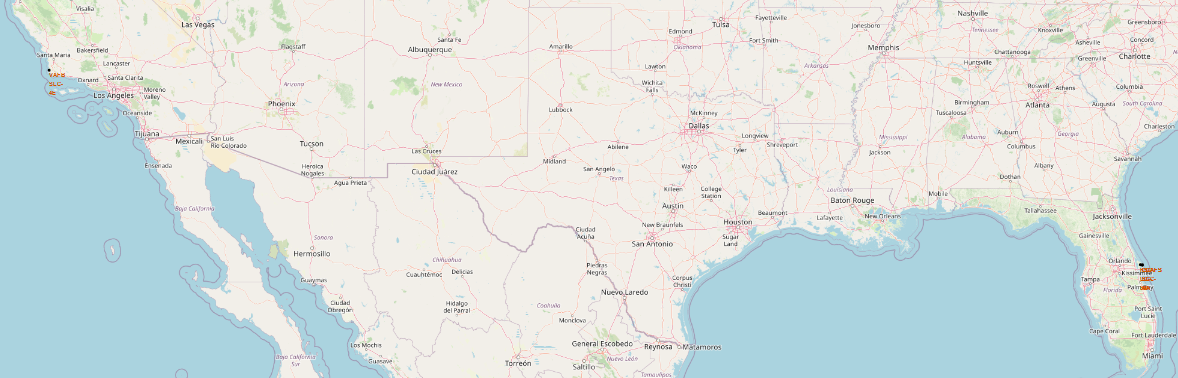 Visalia
Las Vegas
Bakersfield
Santa Maria
Lancaster
Oxnard
Santa Clarita
Los Angeles
Moreno
Valley
Oceanside
Tijuana
Mexicali
San Luis
Río Colorado
Ensenada
Baja California
Baja California
Sur
Flagstaff
Arizona
Phoenix
Tucson
Heroica
Nogales
Agua Prieta
Sonora
Hermosillo
Guaymas
Ciudad
Obregón
Los Mochis
Guasave
Santa Fe
Albuquerque
New Mexico
Las Cruces
Ciudad Juárez
Chihuahua
Cuauhtémoc
Delicias
Hidalgo
del Parral
Torreón
Amarillo
Lubbock
Midland
San Angelo
Abilene
Texas
Ciudad
Acuña
Piedras
Negras
Nuevo Laredo
Coahuila
Monclova
General Escobedo
Saltillo
Nuevo León
Reynosa
Matamoros
Tamaulipas
Tulsa
Edmond
Oklahoma
Lawton
Wichita
Falls
McKinney
Dallas
Longview
Tyler
Waco
Killeen
College
Station
Austin
New Braunfels
San Antonio
Houston
Sugar
Land
Beaumont
Corpus
Christi
Fayetteville
Fort Smith
Arkansas
Jonesboro
Memphis
Shreveport
Louisiana
Lafayette
Baton Rouge
New Orleans
Mississippi
Jackson
Nashville
Tennessee
Knoxville
Chattanooga
Huntsville
Birmingham
Tuscaloosa
Alabama
Auburn
Columbus
Dothan
Mobile
Greensboro
Asheville
Concord
Charlotte
Greenville
Roswell
Athens
Atlanta
Columbia
South Carolina
Augusta
Georgia
Charleston
Savannah
Albany
Tallahassee
Jacksonville
Gainesville
Orlando
Kissimmee
Tampa
Florida
Port Saint
Lucie
Cape Coral
Fort Lauderdale
Miami